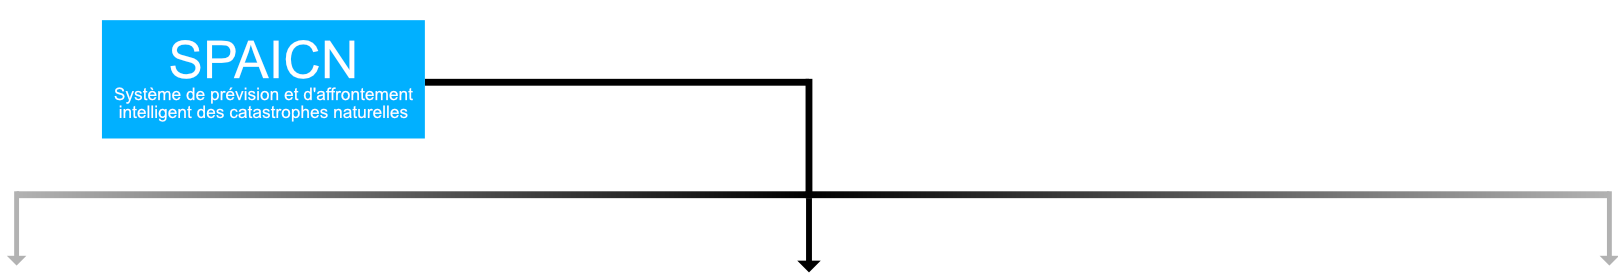 SPAICN
Système de prévision et d'affrontement
intelligent des catastrophes naturelles